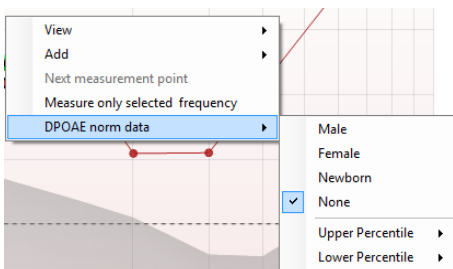 View
Add
Next measurement point
Measure only selected frequency
DPOAE norm data
Male
Female
Newborn
None
Upper Percentile
Lower Percentile